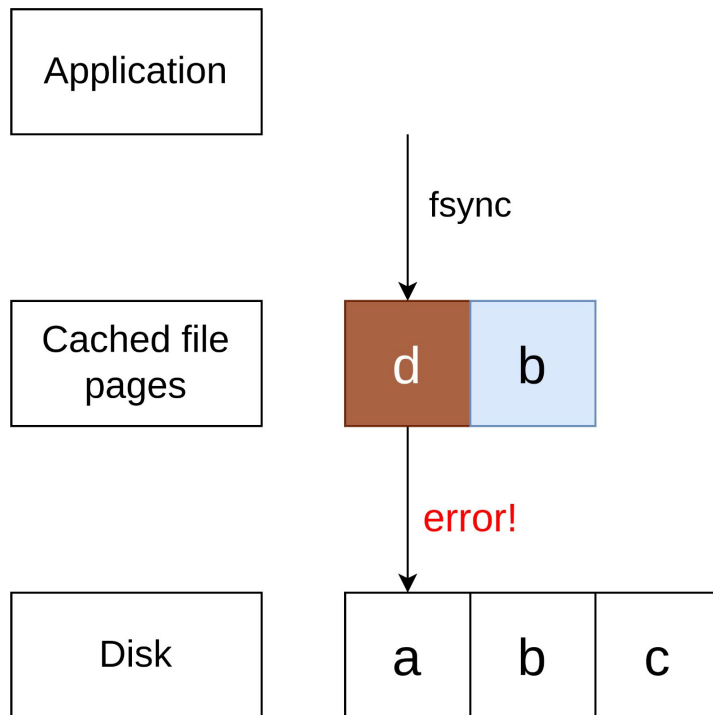 Application
fsync
Cached file
pages
d
b
error!
Disk
a
b
c